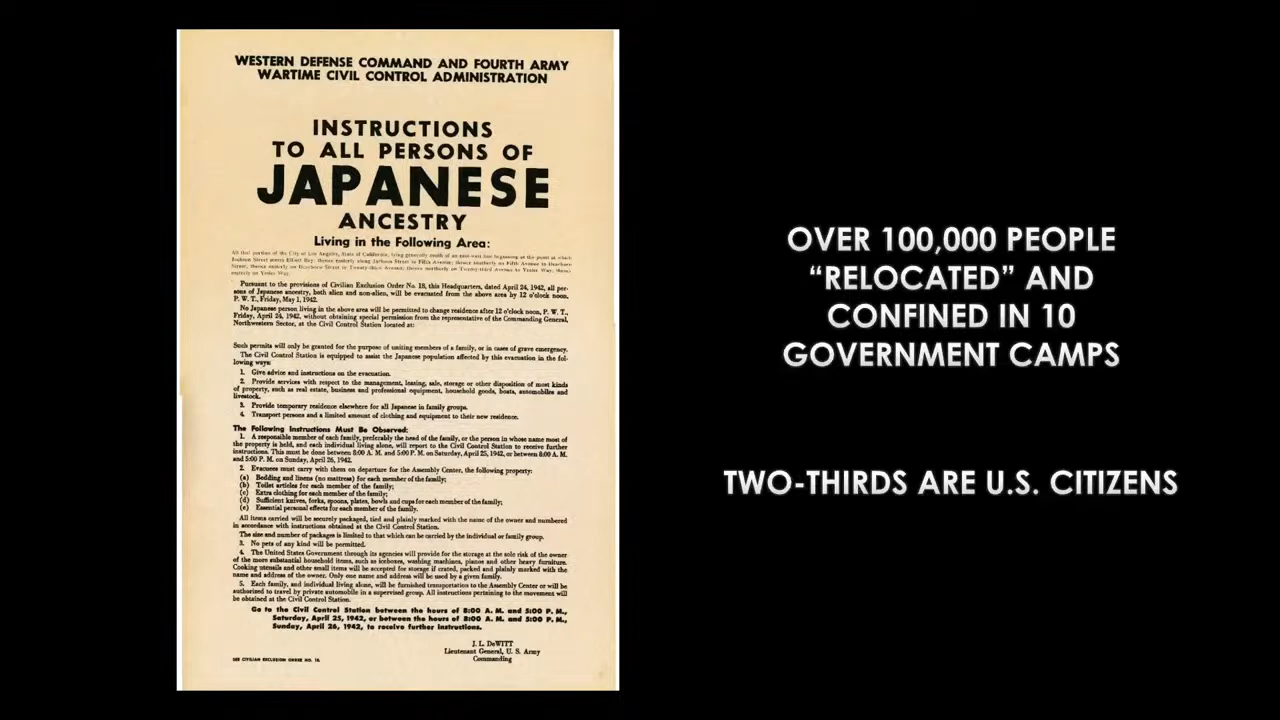 WESTERN DEFENSE COMMAND AND FOURTH ARMY
WARTIME CIVIL CONTROL ADMINISTRATION
INSTRUCTIONS
TO ALL PERSONS OF
JAPANESE
ANCESTRY
Living in the Following Area:
All that portion of the City of Los Angeles, State of California,
Pursuant to the provisions of Civilian Exclusion Order No. 18, this Headquarters, dated April 24, 1942, all per-
sons of Japanese ancestry, both alien and non-alien, will be evacuated from the above area by 12 o'clock noon,
P. W. T., Friday, May 1, 1942.
No Japanese person living in the above area will be permitted to change residence after 12 o'clock noon, P. W. T.,
Friday, April 24, 1942, without obtaining special permission from the representative of the Commanding General,
Northwestern Sector, at the Civil Control Station located at:
Such permits will only be granted for the purpose of uniting members of a family, or in cases of grave emergency.
The Civil Control Station is equipped to assist the Japanese population affected by this evacuation in the fol-
lowing ways:
1. Give advice and instructions on the evacuation.
2. Provide services with respect to the management, leasing, sale, storage or other disposition of most kinds
of property, such as real estate, business and professional equipment, household goods, boats, automobiles and
livestock.
3. Provide temporary residence elsewhere for all Japanese in family groups.
4. Transport persons and a limited amount of clothing and equipment to their new residence.
The Following Instructions Must Be Observed:
1. A responsible member of each family, preferably the head of the family, or the person in whose name most of
the property is held, and each individual living alone, will report to the Civil Control Station to receive further
instructions. This must be done between 8:00 A. M. and 5:00 P. M. on Saturday, April 25, 1942, or between 8:00 A. M.
and 5:00 P. M. on Sunday, April 26, 1942.
2. Evacuees must carry with them on departure for the Assembly Center, the following property:
(a) Bedding and linens (no mattress) for each member of the family;
(b) Toilet articles for each member of the family;
(c) Extra clothing for each member of the family;
(d) Sufficient knives, forks, spoons, plates, bowls and cups for each member of the family;
(e) Essential personal effects for each member of the family.
All items carried will be securely packaged, tied and plainly marked with the name of the owner and numbered
in accordance with instructions obtained at the Civil Control Station.
The size and number of packages is limited to that which can be carried by the individual or family group.
3. No pets of any kind will be permitted.
4. The United States Government through its agencies will provide for the storage at the sole risk of the owner
of the more substantial household items, such as iceboxes, washing machines, pianos and other heavy furniture.
Cooking utensils and other small items will be accepted for storage if crated, packed and plainly marked with the
name and address of the owner. Only one name and address will be used by a given family.
5. Each family, and individual living alone, will be furnished transportation to the Assembly Center or will be
authorized to travel by private automobile in a supervised group. All instructions pertaining to the movement will
be obtained at the Civil Control Station.
Go to the Civil Control Station between the hours of 8:00 A. M. and 5:00 P. M.,
Saturday, April 25, 1942, or between the hours of 8:00 A. M. and 5:00 P. M.,
Sunday, April 26, 1942, to receive further instructions.
J. L. DeWITT
Lieutenant General, U. S. Army
Commanding
SEE CIVILIAN EXCLUSION ORDER NO. 18.
OVER 100,000 PEOPLE
“RELOCATED” AND
CONFINED IN 10
GOVERNMENT CAMPS
TWO-THIRDS ARE U.S. CITIZENS